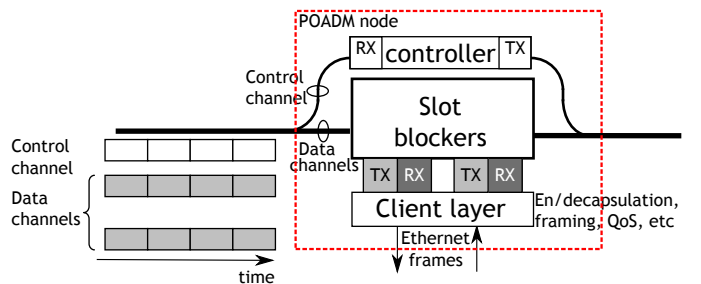 POADM node
RX controller TX
Control
channel
Slot
blockers
Data
channels
Control
channel
Data
channels
TX RX TX RX
Client layer
En/decapsulation,
framing, QoS, etc
Ethernet
frames
time